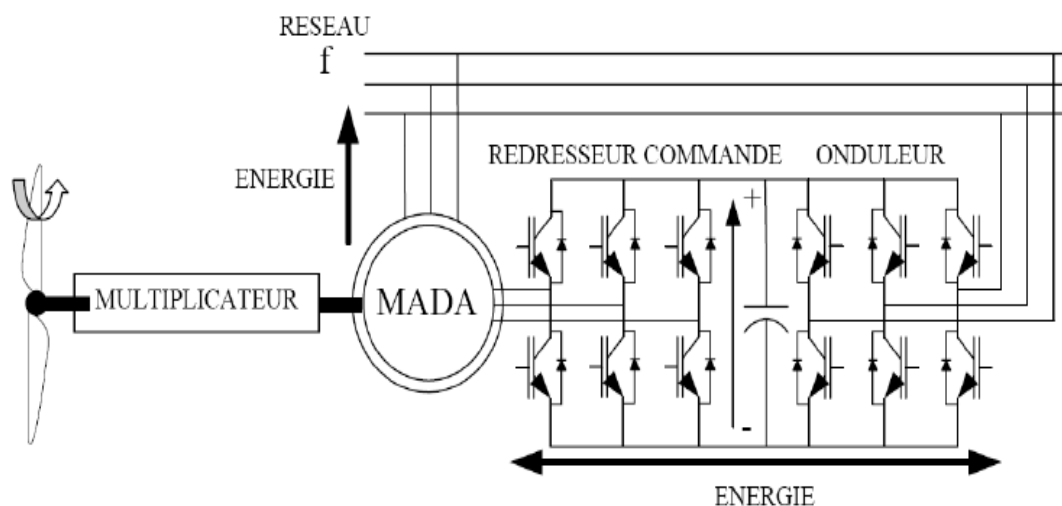 RESEAU
f
ENERGIE
REDRESSEUR COMMANDE
ONDULEUR
MULTIPLICATEUR
MADA
+
-
ENERGIE